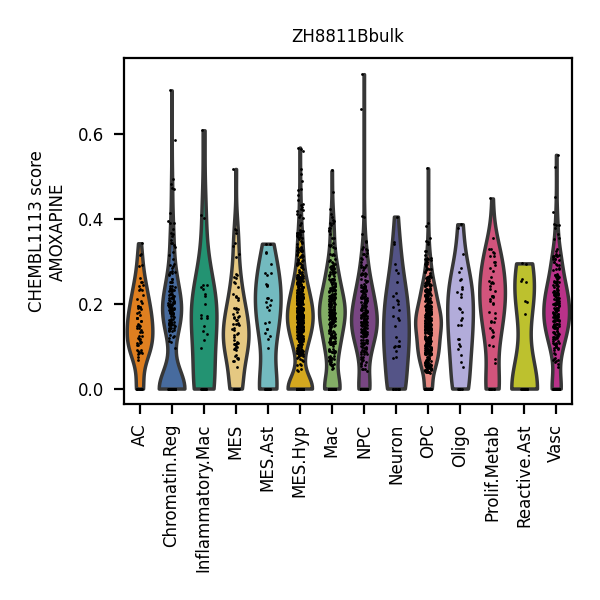 ZH8811Bbulk
CHEMBL1113 score
AMOXAPINE
0.6
0.4
0.2
0.0
AC
Chromatin.Reg
Inflammatory.Mac
MES
MES.Ast
MES.Hyp
Mac
NPC
Neuron
OPC
Oligo
Prolif.Metab
Reactive.Ast
Vasc